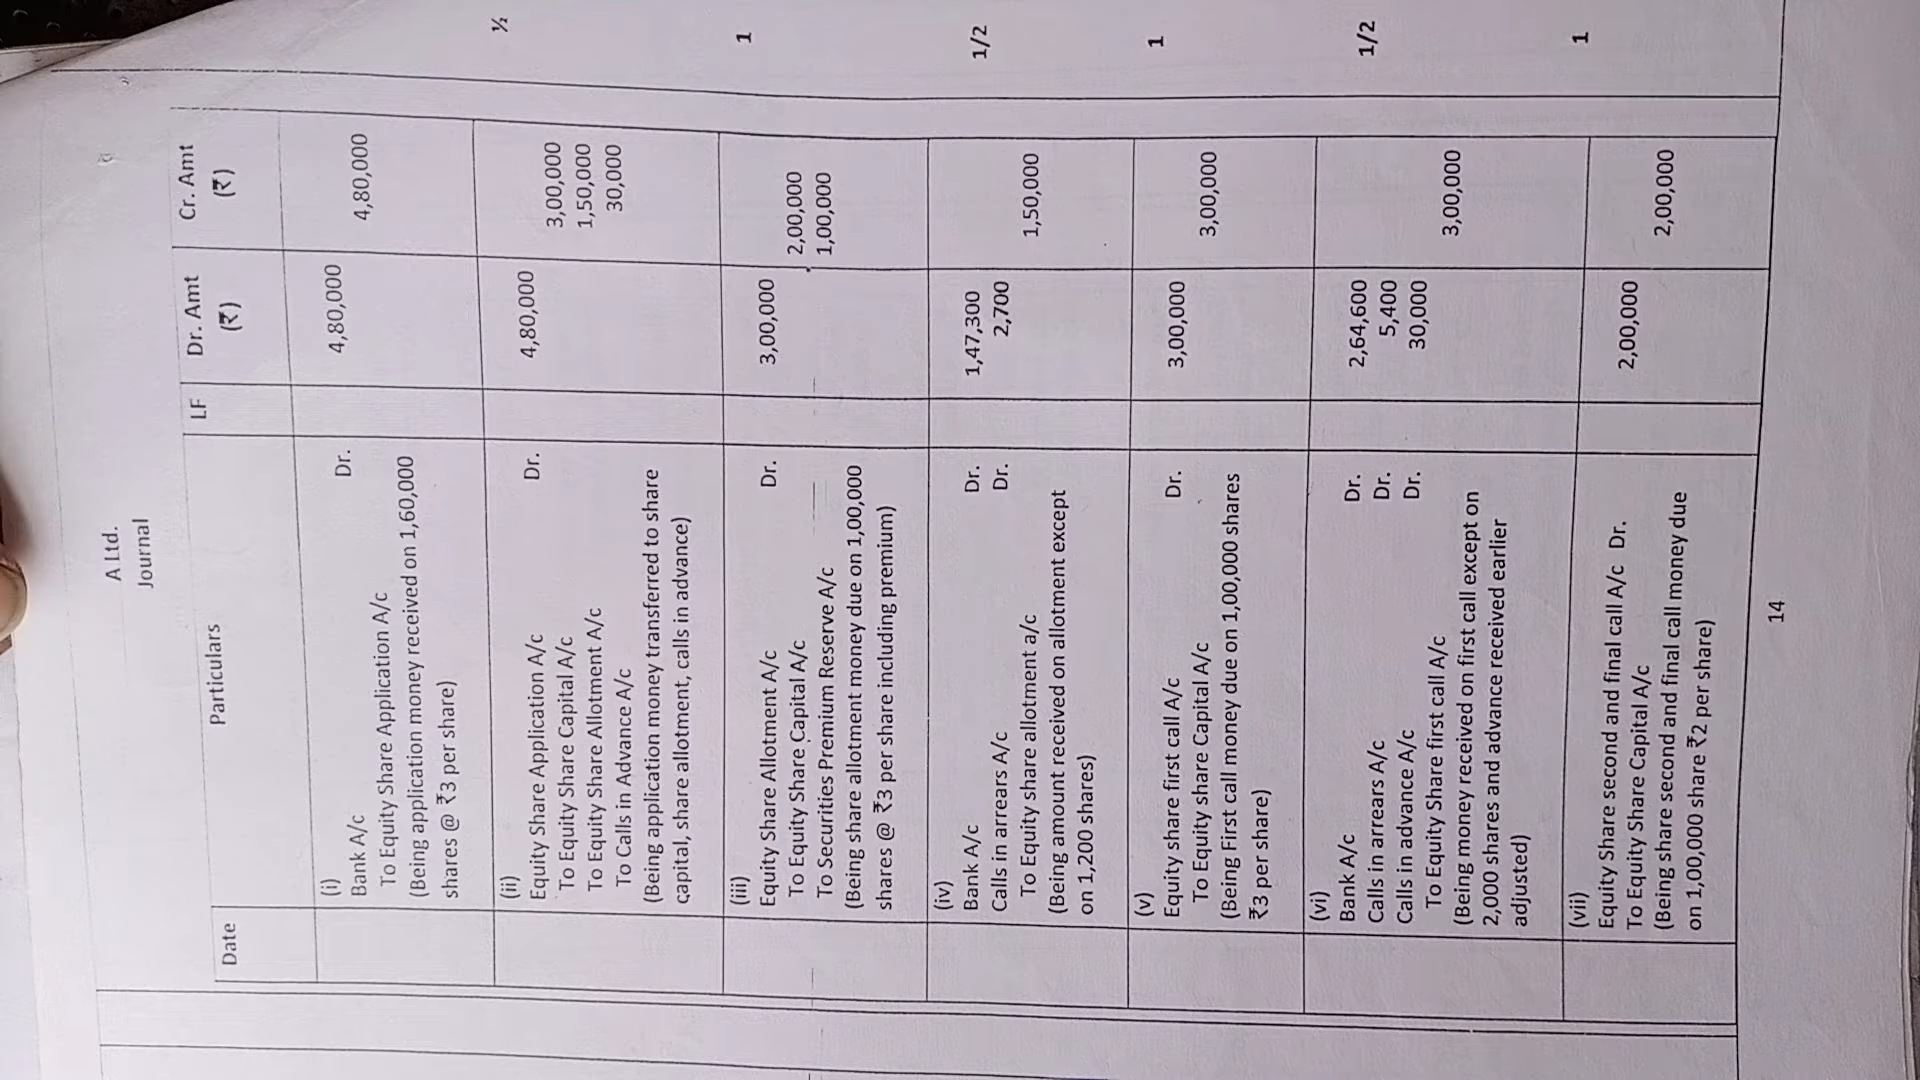 A Ltd.
Journal
Date Particulars LF Dr. Amt (₹) Cr. Amt (₹)
(i)
Bank A/c Dr. 4,80,000
To Equity Share Application A/c 4,80,000
(Being application money received on 1,60,000
shares @ ₹3 per share)
½
(ii)
Equity Share Application A/c Dr. 4,80,000
To Equity Share Capital A/c 3,00,000
To Equity Share Allotment A/c 1,50,000
To Calls in Advance A/c 30,000
(Being application money transferred to share
capital, share allotment, calls in advance)
1
(iii)
Equity Share Allotment A/c Dr. 3,00,000
To Equity Share Capital A/c 2,00,000
To Securities Premium Reserve A/c 1,00,000
(Being share allotment money due on 1,00,000
shares @ ₹3 per share including premium)
1/2
(iv)
Bank A/c Dr. 1,47,300
Calls in arrears A/c Dr. 2,700
To Equity share allotment a/c 1,50,000
(Being amount received on allotment except
on 1,200 shares)
1
(v)
Equity share first call A/c Dr. 3,00,000
To Equity share Capital A/c 3,00,000
(Being First call money due on 1,00,000 shares
₹3 per share)
1/2
(vi)
Bank A/c Dr. 2,64,600
Calls in arrears A/c Dr. 5,400
Calls in advance A/c Dr. 30,000
To Equity Share first call A/c 3,00,000
(Being money received on first call except on
2,000 shares and advance received earlier
adjusted)
1
(vii)
Equity Share second and final call A/c Dr. 2,00,000
To Equity Share Capital A/c 2,00,000
(Being share second and final call money due
on 1,00,000 share ₹2 per share)
14